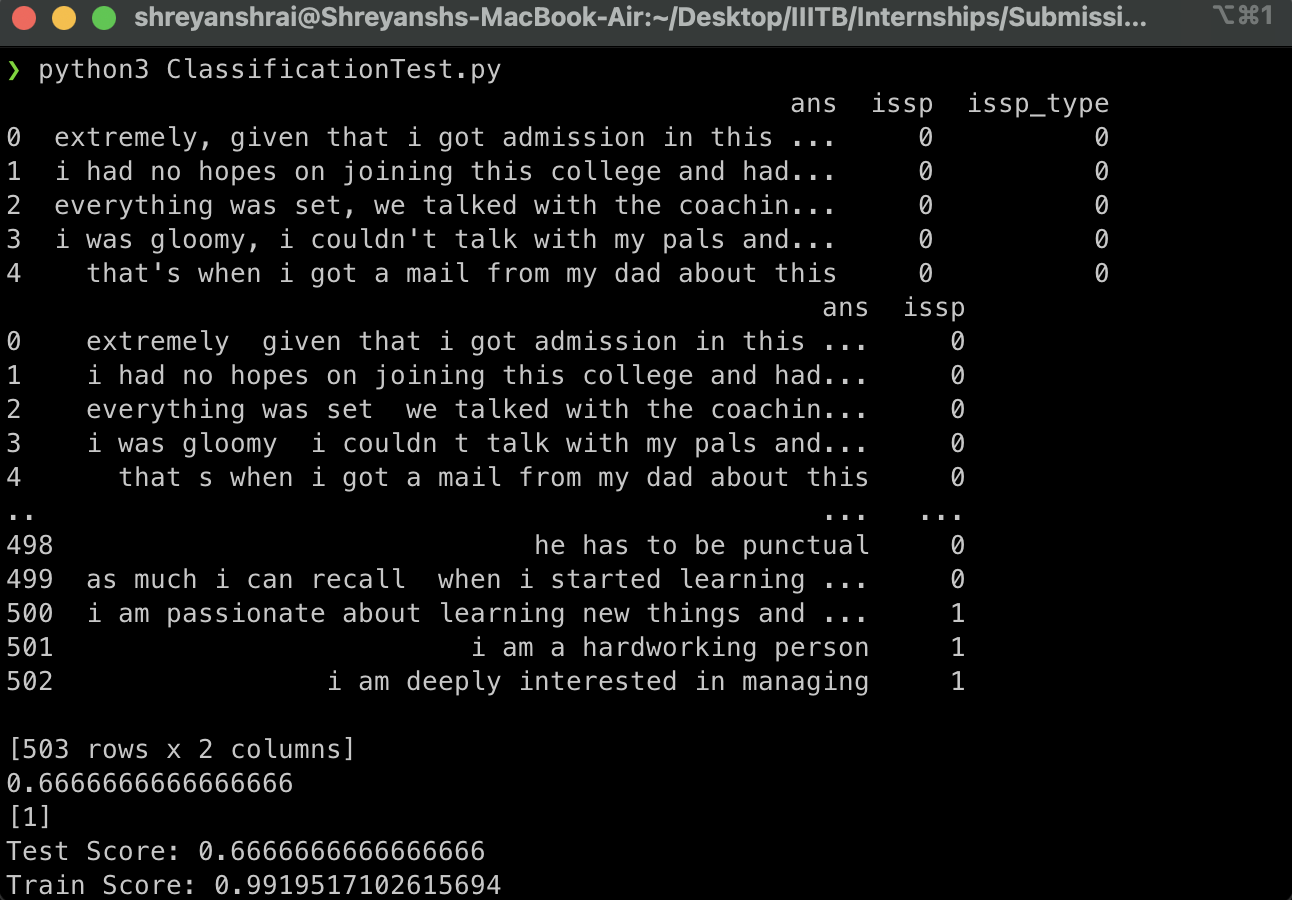 shreyanshrai@Shreyanshs-MacBook-Air:~/Desktop/IIITB/Internships/Submissi... ⌥⌘1
❯ python3 ClassificationTest.py
ans issp issp_type
0 extremely, given that i got admission in this ... 0 0
1 i had no hopes on joining this college and had... 0 0
2 everything was set, we talked with the coachin... 0 0
3 i was gloomy, i couldn't talk with my pals and... 0 0
4 that's when i got a mail from my dad about this 0 0
ans issp
0 extremely  given that i got admission in this ... 0
1 i had no hopes on joining this college and had... 0
2 everything was set  we talked with the coachin... 0
3 i was gloomy  i couldn t talk with my pals and... 0
4 that s when i got a mail from my dad about this 0
.. ... ...
498 he has to be punctual 0
499 as much i can recall  when i started learning ... 0
500 i am passionate about learning new things and ... 1
501 i am a hardworking person 1
502 i am deeply interested in managing 1
[503 rows x 2 columns]
0.6666666666666666
[1]
Test Score: 0.6666666666666666
Train Score: 0.9919517102615694